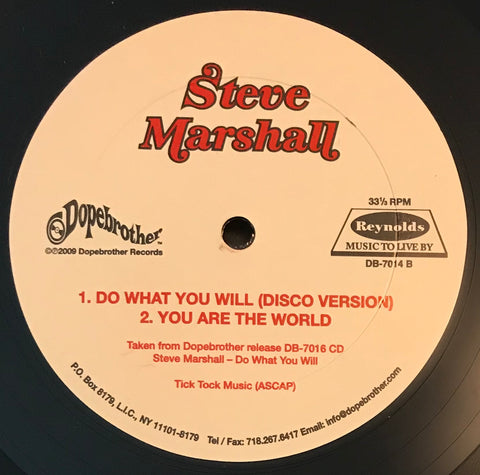 Steve
Marshall
Dopebrother™
©℗2009 Dopebrother Records
33⅓ RPM
Reynolds
MUSIC TO LIVE BY
DB-7014 B
1. DO WHAT YOU WILL (DISCO VERSION)
2. YOU ARE THE WORLD
Taken from Dopebrother release DB-7016 CD
Steve Marshall – Do What You Will
Tick Tock Music (ASCAP)
P.O. Box 8179, L.I.C., NY 11101-8179 Tel / Fax: 718.267.6417 Email: info@dopebrother.com